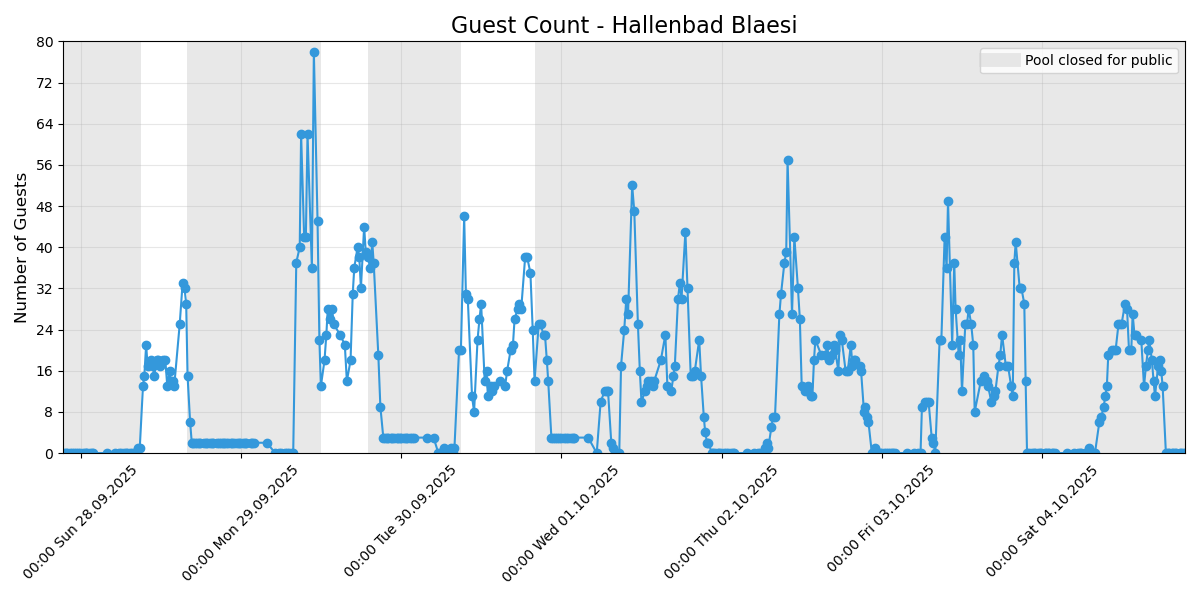 Guest Count - Hallenbad Blaesi
Pool closed for public
Number of Guests
80
72
64
56
48
40
32
24
16
8
0
00:00 Sun 28.09.2025
00:00 Mon 29.09.2025
00:00 Tue 30.09.2025
00:00 Wed 01.10.2025
00:00 Thu 02.10.2025
00:00 Fri 03.10.2025
00:00 Sat 04.10.2025